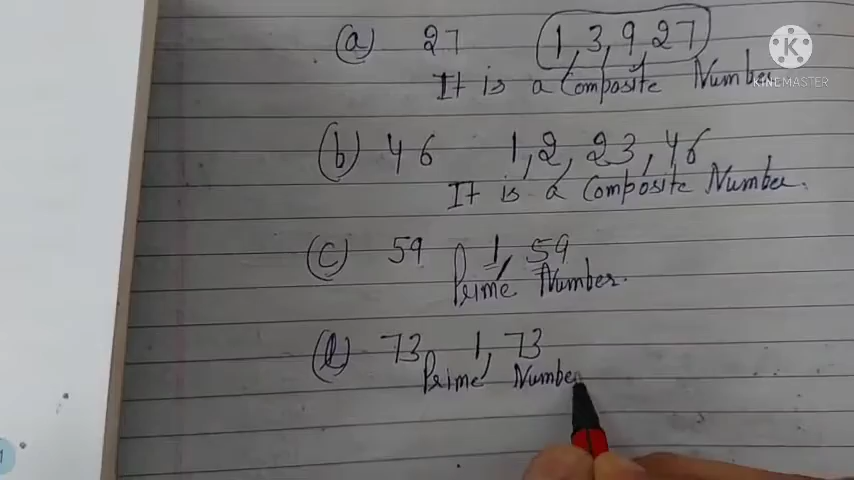 (a) 27 1, 3, 9, 27
It is a Composite Number
K
KINEMASTER
(b) 46 1, 2, 23, 46
It is a Composite Number.
(c) 59 1, 59
Prime Number.
(d) 73 1, 73
Prime Number
1